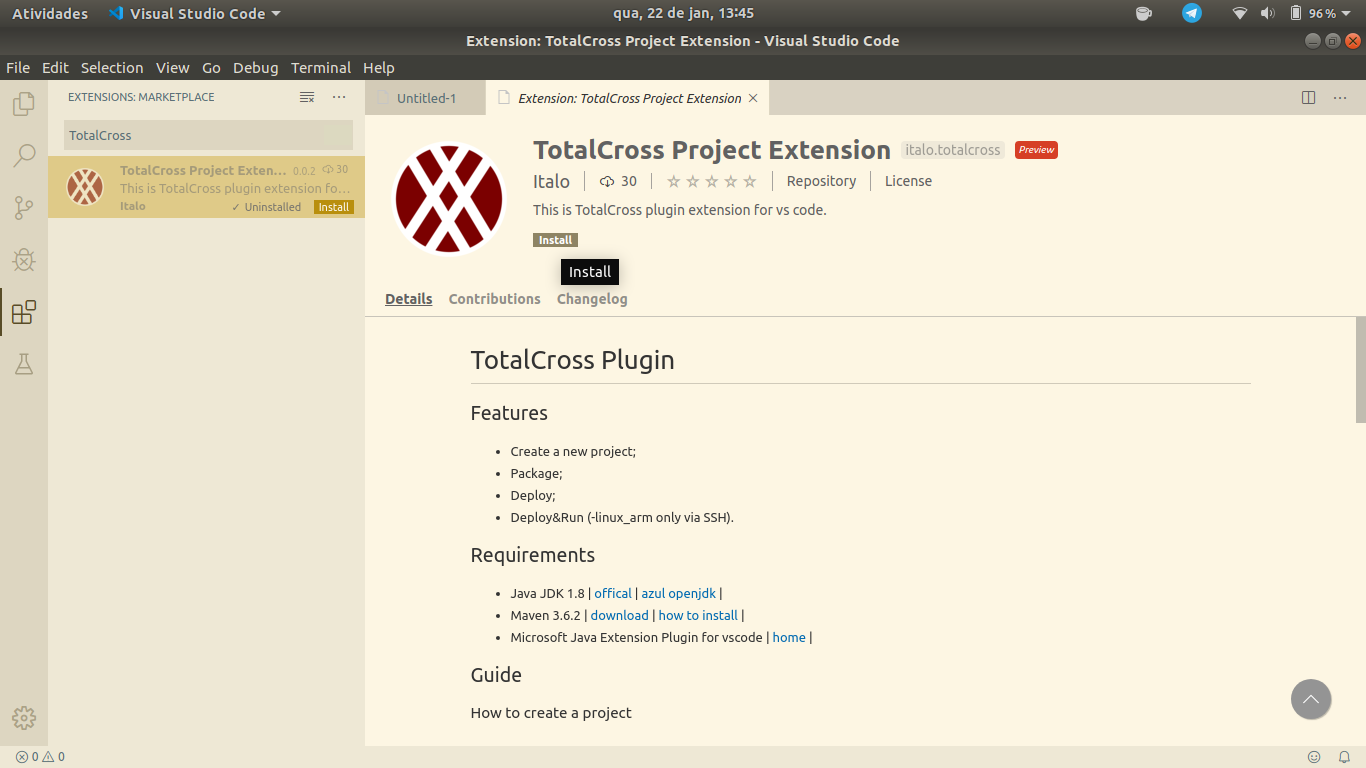 Atividades Visual Studio Code qua, 22 de jan, 13:45 96%
Extension: TotalCross Project Extension - Visual Studio Code
File Edit Selection View Go Debug Terminal Help
EXTENSIONS: MARKETPLACE
TotalCross
TotalCross Project Exten... 0.0.2 30
This is TotalCross plugin extension fo...
Italo ✓ Uninstalled Install
Untitled-1 Extension: TotalCross Project Extension
TotalCross Project Extension italo.totalcross Preview
Italo 30 Repository License
This is TotalCross plugin extension for vs code.
Install
Install
Details Contributions Changelog
TotalCross Plugin
Features
• Create a new project;
• Package;
• Deploy;
• Deploy&Run (-linux_arm only via SSH).
Requirements
• Java JDK 1.8 | offical | azul openjdk |
• Maven 3.6.2 | download | how to install |
• Microsoft Java Extension Plugin for vscode | home |
Guide
How to create a project
0 0